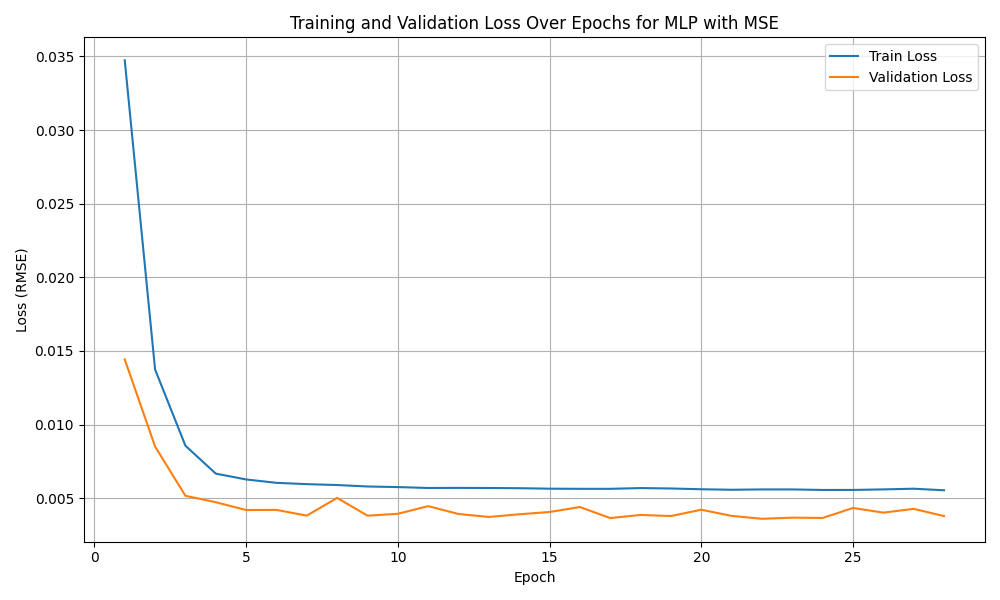 Training and Validation Loss Over Epochs for MLP with MSE
Train Loss
Validation Loss
Loss (RMSE)
0.035
0.030
0.025
0.020
0.015
0.010
0.005
0
5
10
15
20
25
Epoch